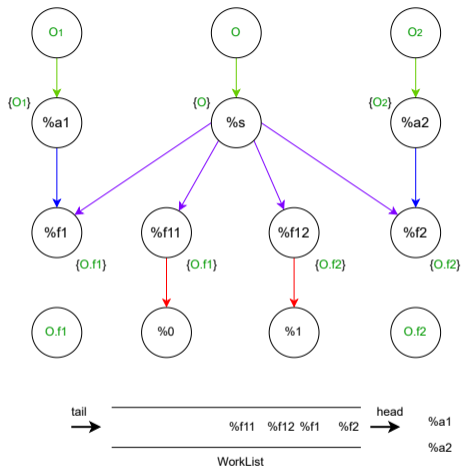 O1 O O2
{O1} {O} {O2}
%a1 %s %a2
%f1 %f11 %f12 %f2
{O.f1} {O.f1} {O.f2} {O.f2}
O.f1 %0 %1 O.f2
tail head
%a1
%f11 %f12 %f1 %f2
%a2
WorkList